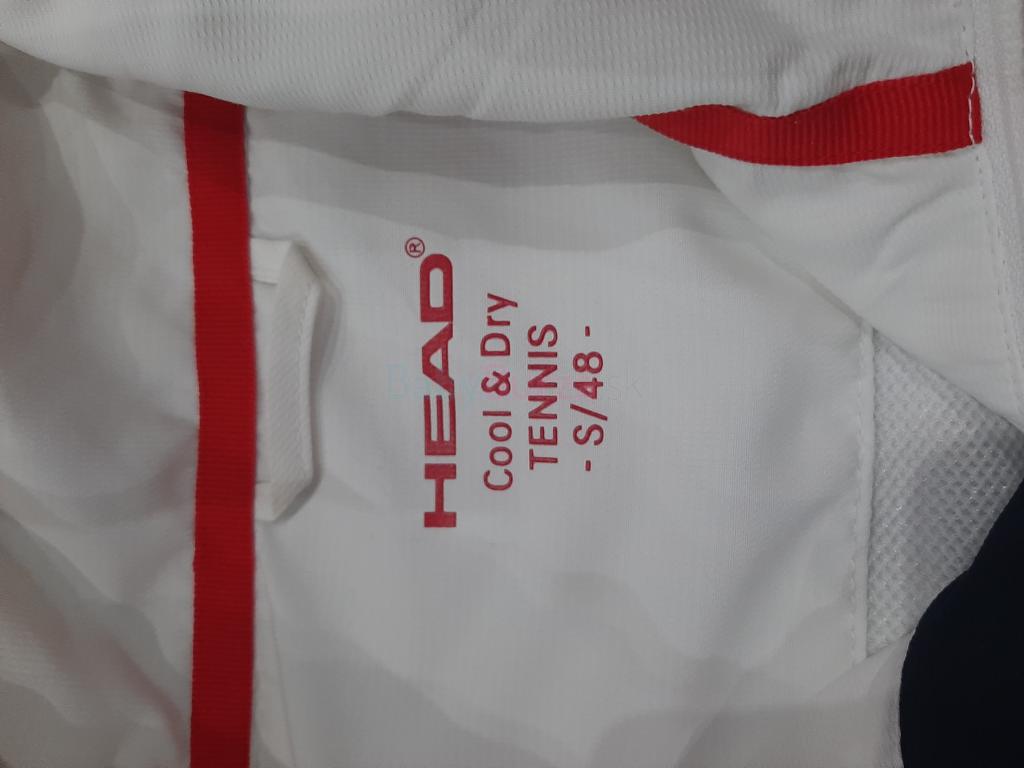 HEAD®
Cool & Dry
TENNIS
- S/48 -